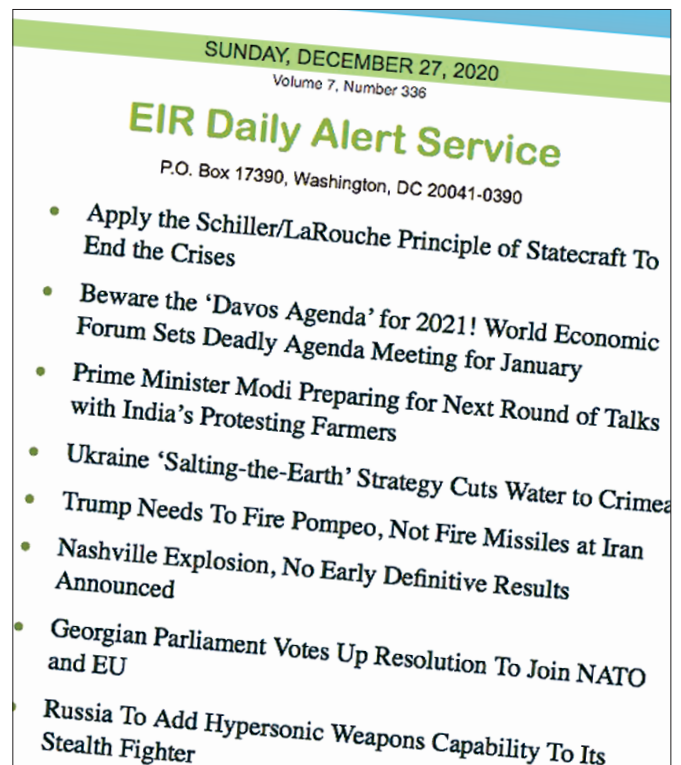 SUNDAY, DECEMBER 27, 2020
Volume 7, Number 336
EIR Daily Alert Service
P.O. Box 17390, Washington, DC 20041-0390
• Apply the Schiller/LaRouche Principle of Statecraft To
End the Crises
• Beware the ‘Davos Agenda’ for 2021! World Economic
Forum Sets Deadly Agenda Meeting for January
• Prime Minister Modi Preparing for Next Round of Talks
with India’s Protesting Farmers
• Ukraine ‘Salting-the-Earth’ Strategy Cuts Water to Crimea
• Trump Needs To Fire Pompeo, Not Fire Missiles at Iran
• Nashville Explosion, No Early Definitive Results
Announced
• Georgian Parliament Votes Up Resolution To Join NATO
and EU
• Russia To Add Hypersonic Weapons Capability To Its
Stealth Fighter